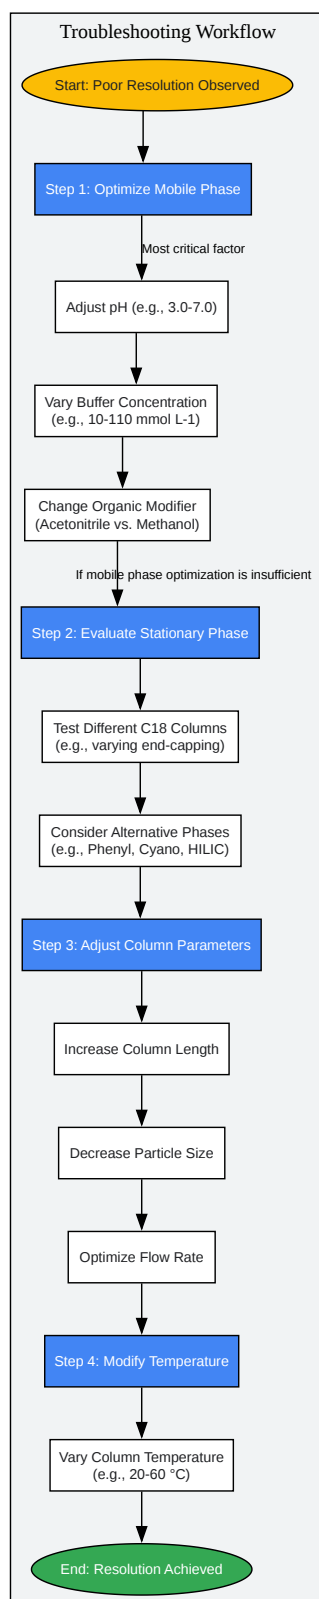 Troubleshooting Workflow
Start: Poor Resolution Observed
Step 1: Optimize Mobile Phase
Most critical factor
Adjust pH (e.g., 3.0-7.0)
Vary Buffer Concentration
(e.g., 10-110 mmol L-1)
Change Organic Modifier
(Acetonitrile vs. Methanol)
If mobile phase optimization is insufficient
Step 2: Evaluate Stationary Phase
Test Different C18 Columns
(e.g., varying end-capping)
Consider Alternative Phases
(e.g., Phenyl, Cyano, HILIC)
Step 3: Adjust Column Parameters
Increase Column Length
Decrease Particle Size
Optimize Flow Rate
Step 4: Modify Temperature
Vary Column Temperature
(e.g., 20-60 °C)
End: Resolution Achieved